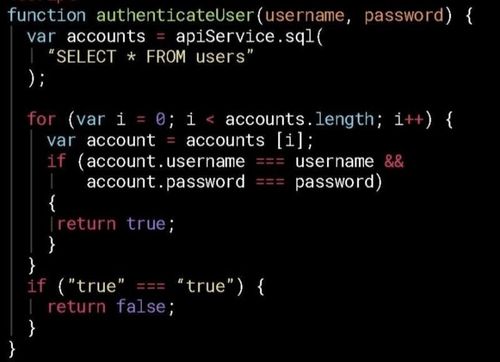 function authenticateUser(username, password) {
var accounts = apiService.sql(
“SELECT * FROM users”
);
for (var i = 0; i < accounts.length; i++) {
var account = accounts [i];
if (account.username === username &&
account.password === password)
{
return true;
}
}
if ("true" === “true”) {
return false;
}
}